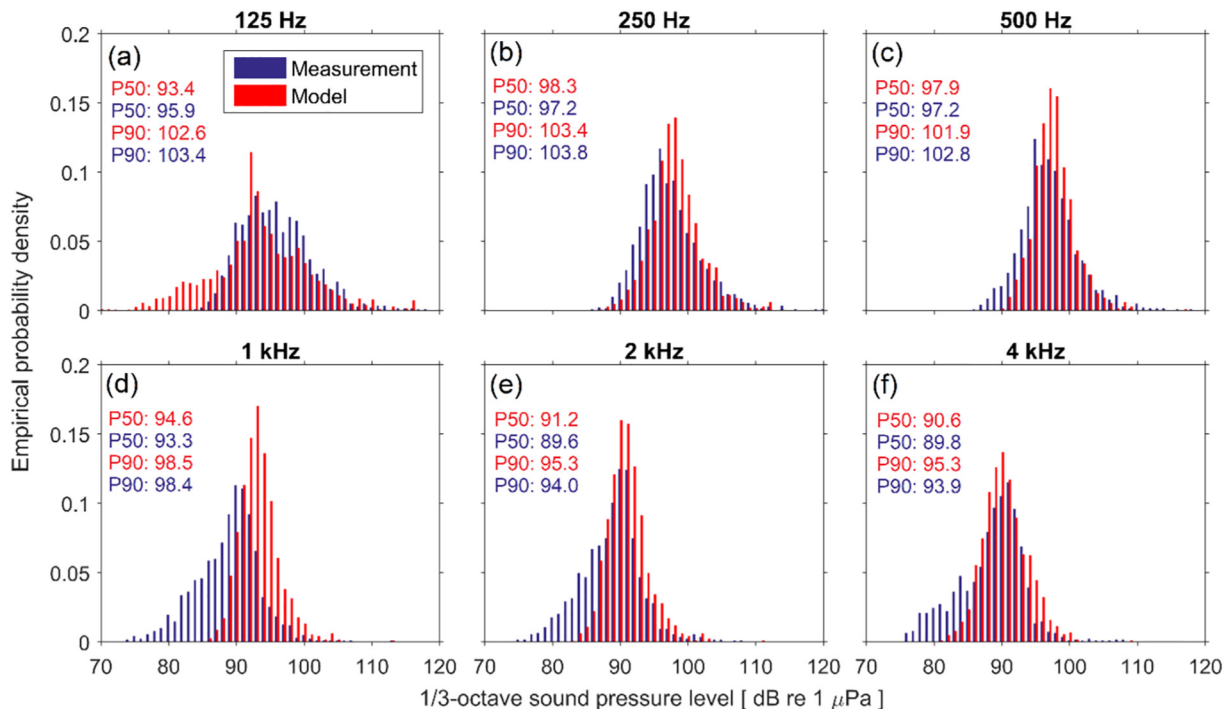 125 Hz
250 Hz
500 Hz
0.2
0.15
0.1
0.05
0
(a)
P50: 93.4
P50: 95.9
P90: 102.6
P90: 103.4
Measurement
Model
(b)
P50: 98.3
P50: 97.2
P90: 103.4
P90: 103.8
(c)
P50: 97.9
P50: 97.2
P90: 101.9
P90: 102.8
Empirical probability density
1 kHz
2 kHz
4 kHz
0.2
0.15
0.1
0.05
0
(d)
P50: 94.6
P50: 93.3
P90: 98.5
P90: 98.4
(e)
P50: 91.2
P50: 89.6
P90: 95.3
P90: 94.0
(f)
P50: 90.6
P50: 89.8
P90: 95.3
P90: 93.9
70 80 90 100 110 120
80 90 100 110 120
70 80 90 100 110 120
1/3-octave sound pressure level [ dB re 1 μPa ]